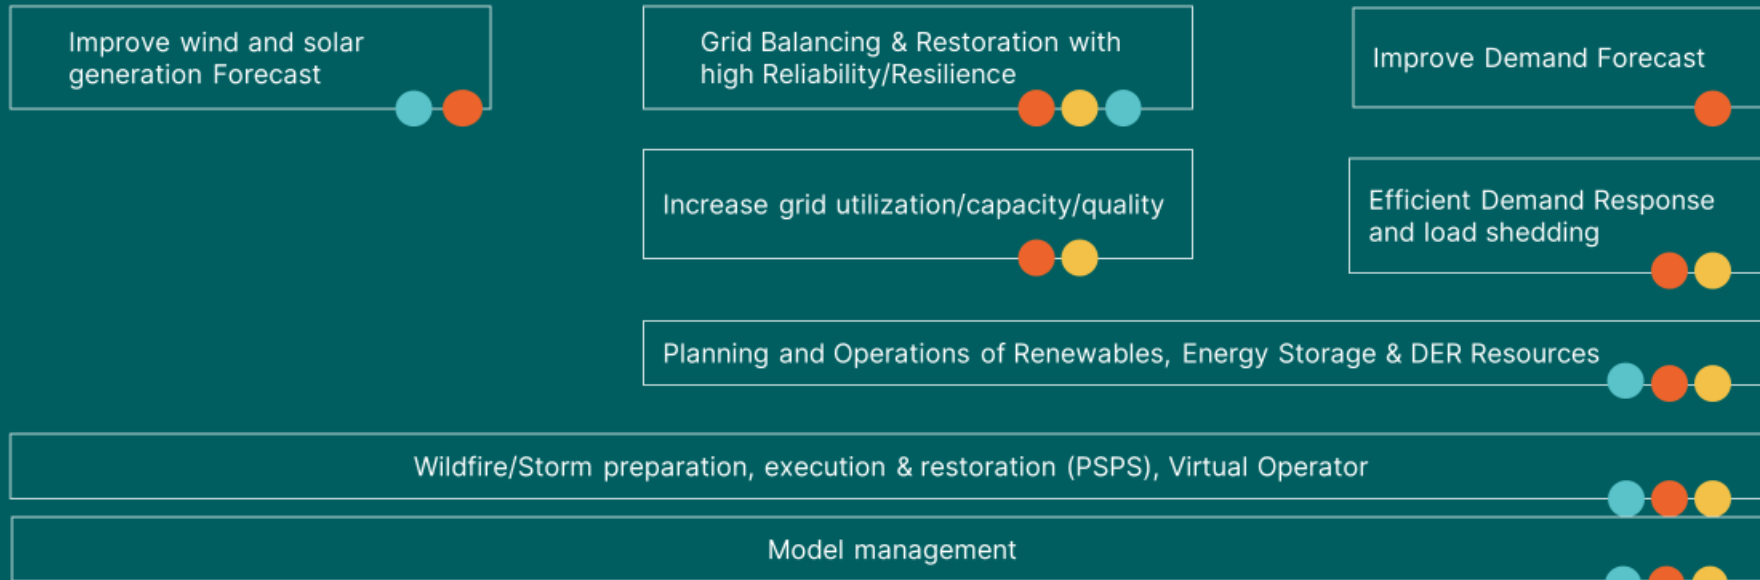 Improve wind and solar
generation Forecast
Grid Balancing & Restoration with
high Reliability/Resilience
Improve Demand Forecast
Increase grid utilization/capacity/quality
Efficient Demand Response
and load shedding
Planning and Operations of Renewables, Energy Storage & DER Resources
Wildfire/Storm preparation, execution & restoration (PSPS), Virtual Operator
Model management